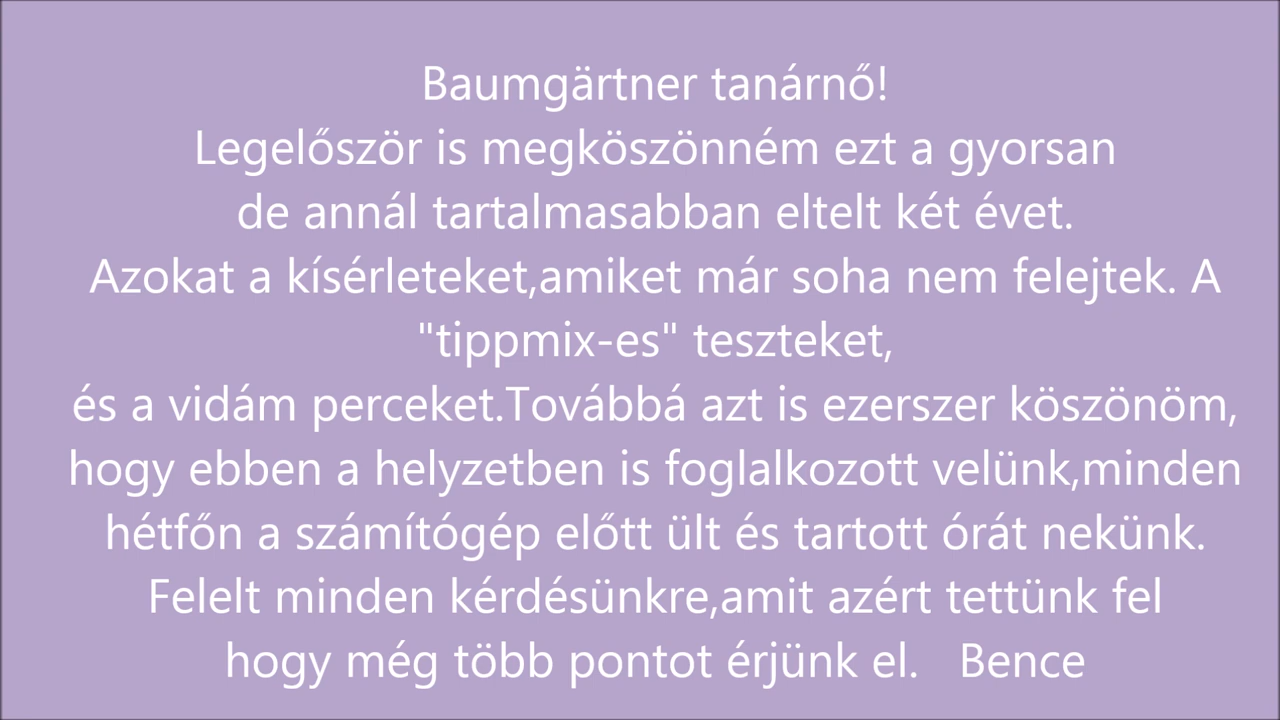 Baumgärtner tanárnő!
Legelőször is megköszönném ezt a gyorsan
de annál tartalmasabban eltelt két évet.
Azokat a kísérleteket,amiket már soha nem felejtek. A
"tippmix-es" teszteket,
és a vidám perceket.Továbbá azt is ezerszer köszönöm,
hogy ebben a helyzetben is foglalkozott velünk,minden
hétfőn a számítógép előtt ült és tartott órát nekünk.
Felelt minden kérdésünkre,amit azért tettünk fel
hogy még több pontot érjünk el.   Bence